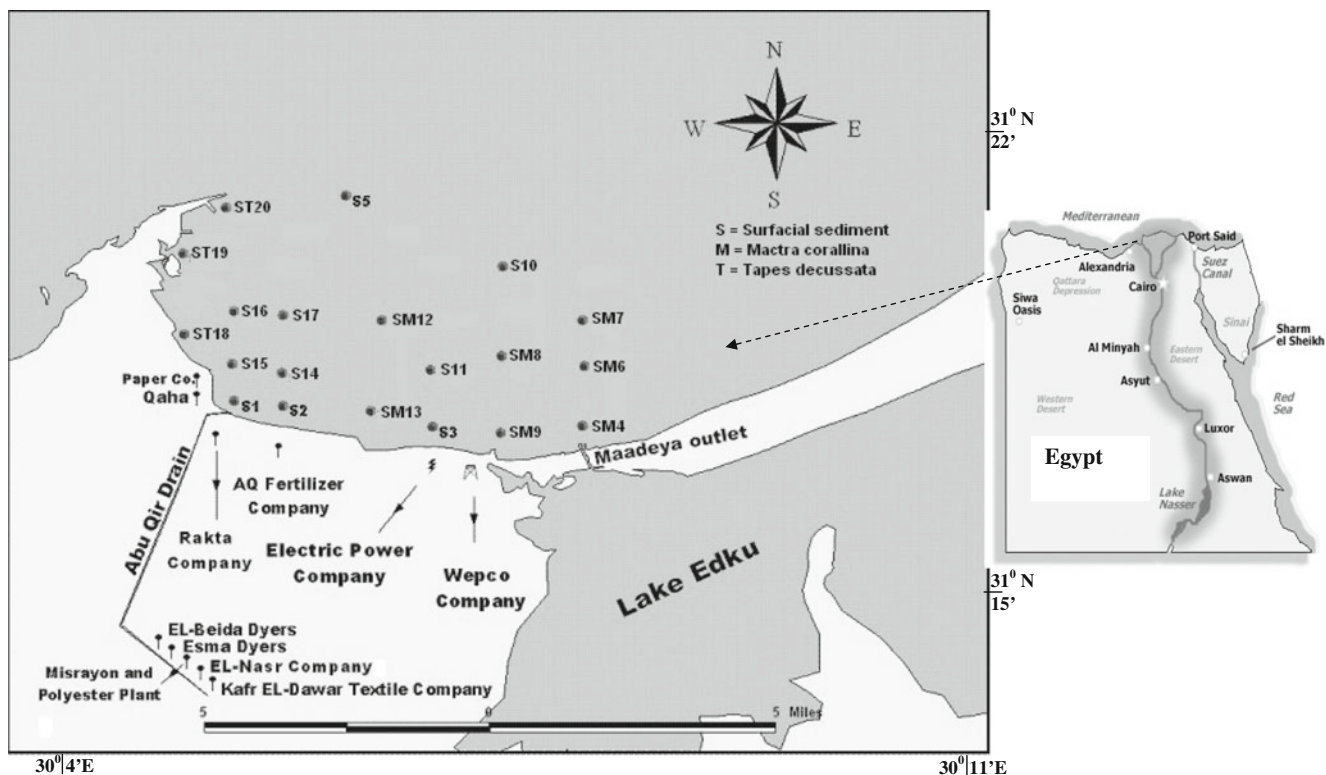 N
W
E
S
31⁰ N
22'
S = Surfacial sediment
M = Mactra corallina
T = Tapes decussata
ST20
S5
ST19
S10
S16
S17
SM12
SM7
ST18
SM8
S15
S14
S11
SM6
Paper Co.
Qaha
S1
S2
SM13
S3
SM9
SM4
Maadeya outlet
Abu Qir Drain
AQ Fertilizer
Company
Rakta
Company
Electric Power
Company
Wepco
Company
Lake Edku
31⁰ N
15'
EL-Beida Dyers
Esma Dyers
EL-Nasr Company
Misrayon and
Polyester Plant
Kafr EL-Dawar Textile Company
5 0 5 Miles
30⁰ 4'E
30⁰ 11'E
Mediterranean
Port Said
Alexandria
Suez
Canal
Qattara
Depression
Cairo
Siwa
Oasis
Sinai
Sharm
el Sheikh
Al Minyah
Eastern
Desert
Asyut
Western
Desert
Red
Sea
Luxor
Egypt
Aswan
Lake
Nasser